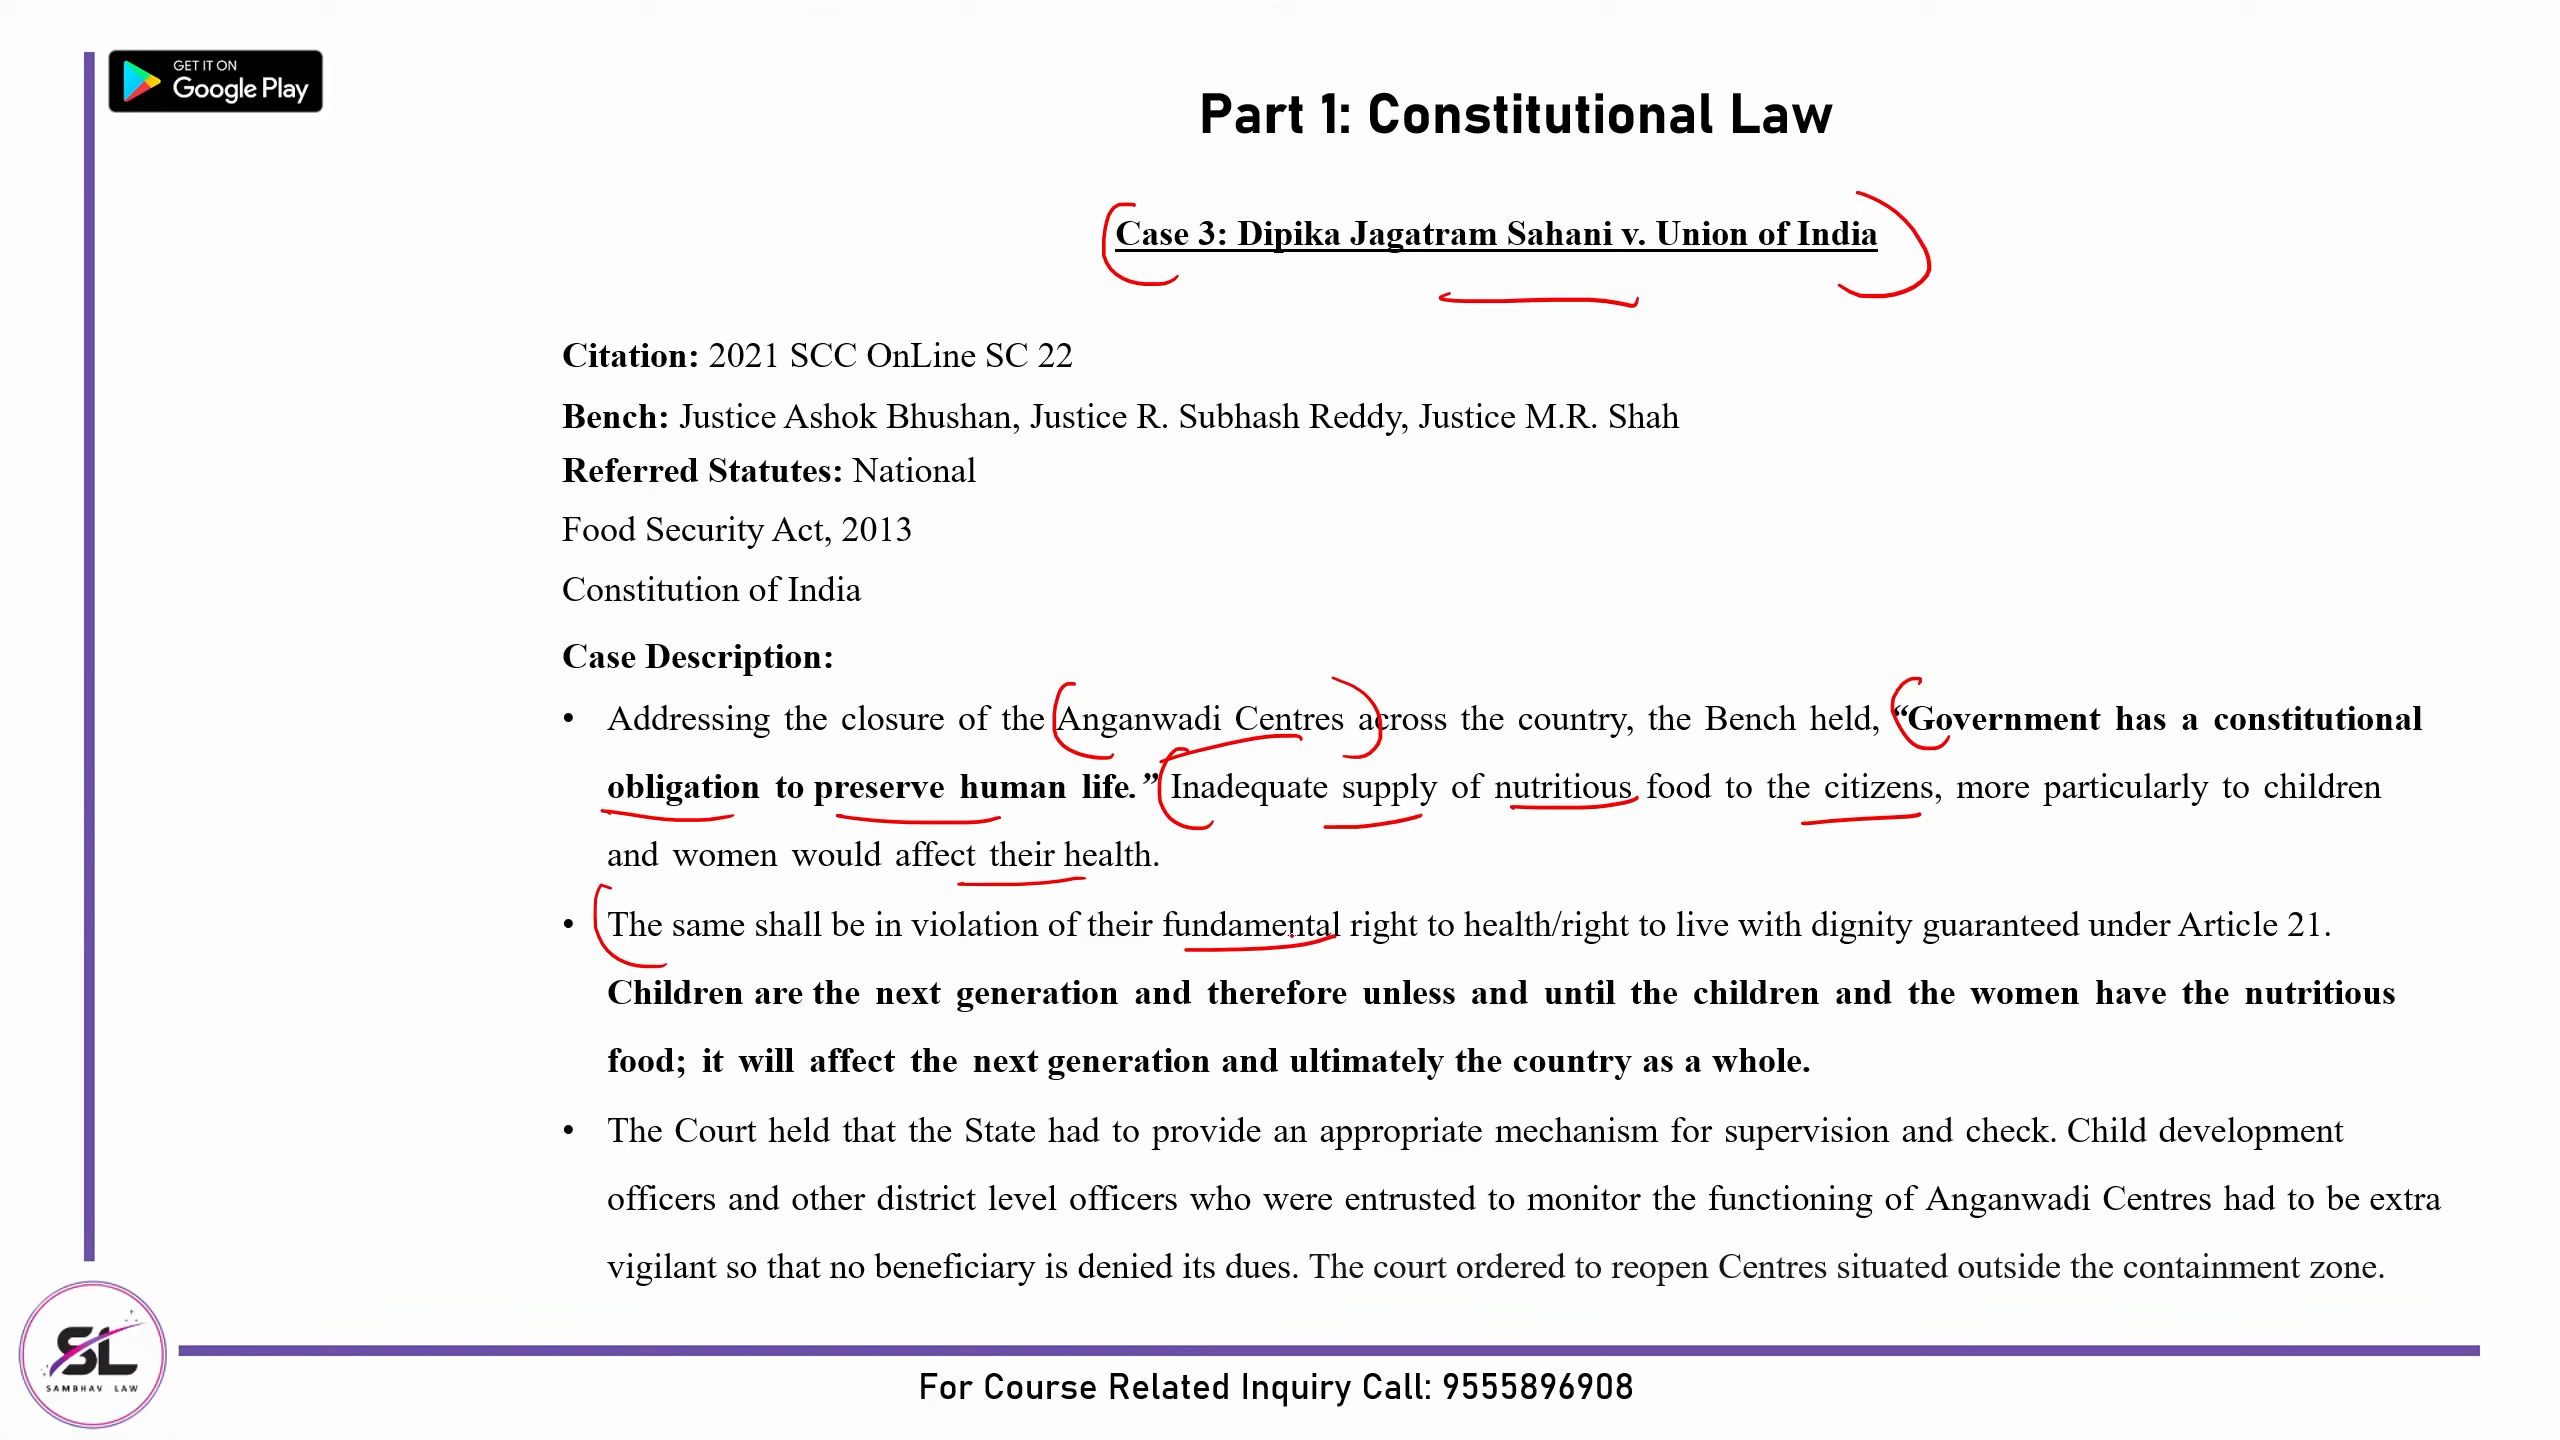 GET IT ON
Google Play
Part 1: Constitutional Law
Case 3: Dipika Jagatram Sahani v. Union of India
Citation: 2021 SCC OnLine SC 22
Bench: Justice Ashok Bhushan, Justice R. Subhash Reddy, Justice M.R. Shah
Referred Statutes: National
Food Security Act, 2013
Constitution of India
Case Description:
• Addressing the closure of the Anganwadi Centres across the country, the Bench held, “Government has a constitutional
obligation to preserve human life.” Inadequate supply of nutritious food to the citizens, more particularly to children
and women would affect their health.
• The same shall be in violation of their fundamental right to health/right to live with dignity guaranteed under Article 21.
Children are the next generation and therefore unless and until the children and the women have the nutritious
food; it will affect the next generation and ultimately the country as a whole.
• The Court held that the State had to provide an appropriate mechanism for supervision and check. Child development
officers and other district level officers who were entrusted to monitor the functioning of Anganwadi Centres had to be extra
vigilant so that no beneficiary is denied its dues. The court ordered to reopen Centres situated outside the containment zone.
SL
SAMBHAV LAW
For Course Related Inquiry Call: 9555896908